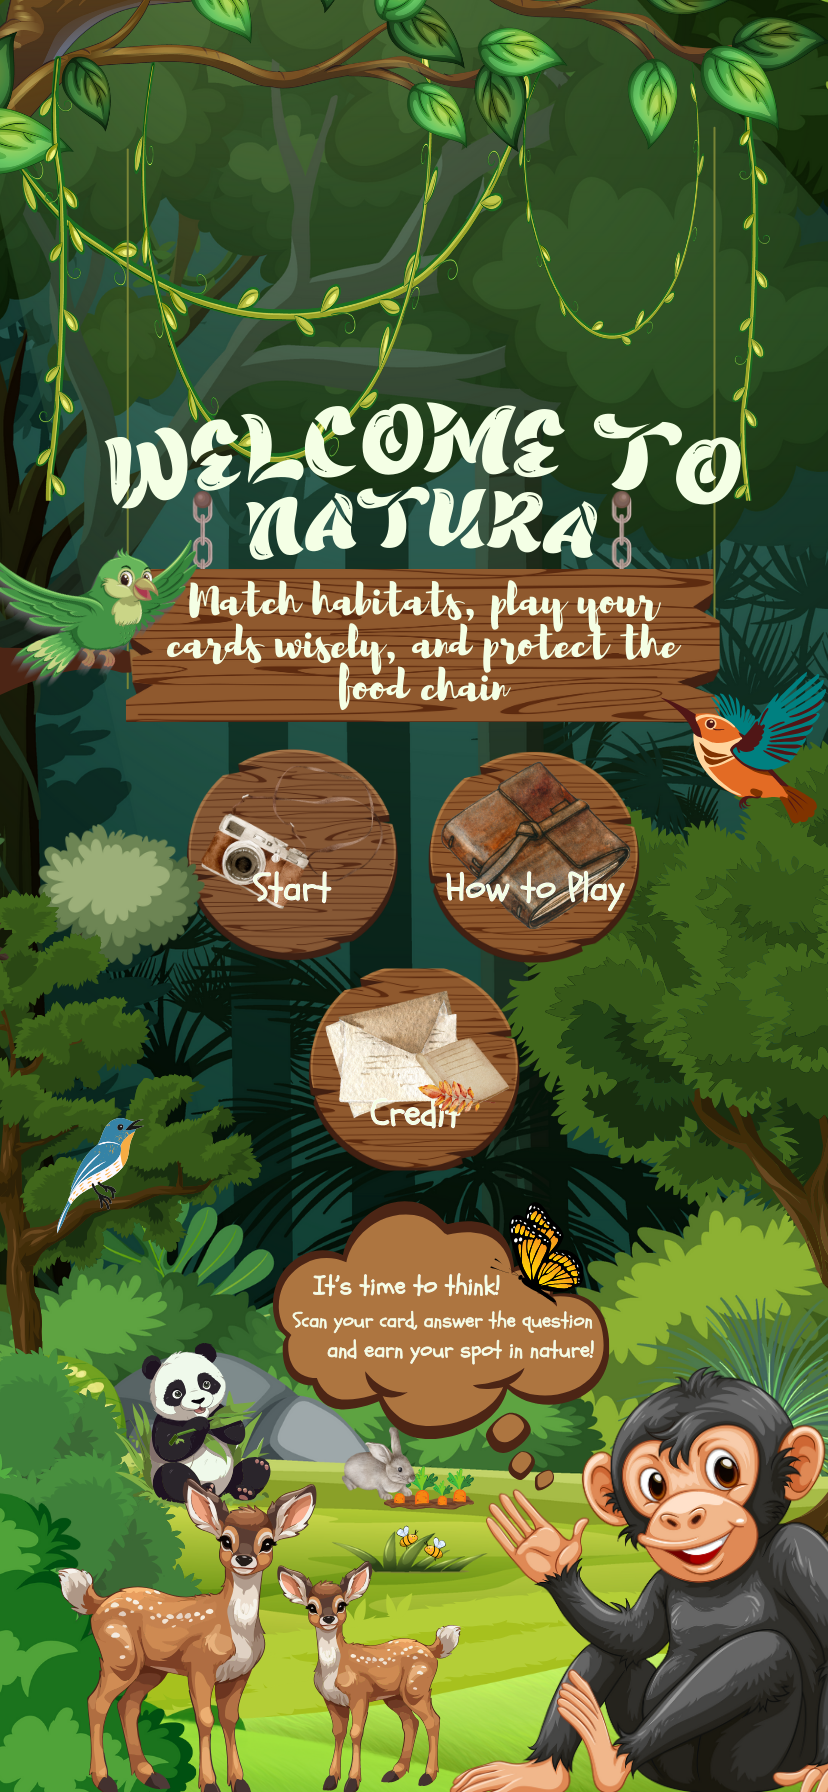 WELCOME TO
NATURA
Match habitats, play your
cards wisely, and protect the
food chain
Start
How to Play
Credit
It's time to think!
Scan your card, answer the question
and earn your spot in nature!